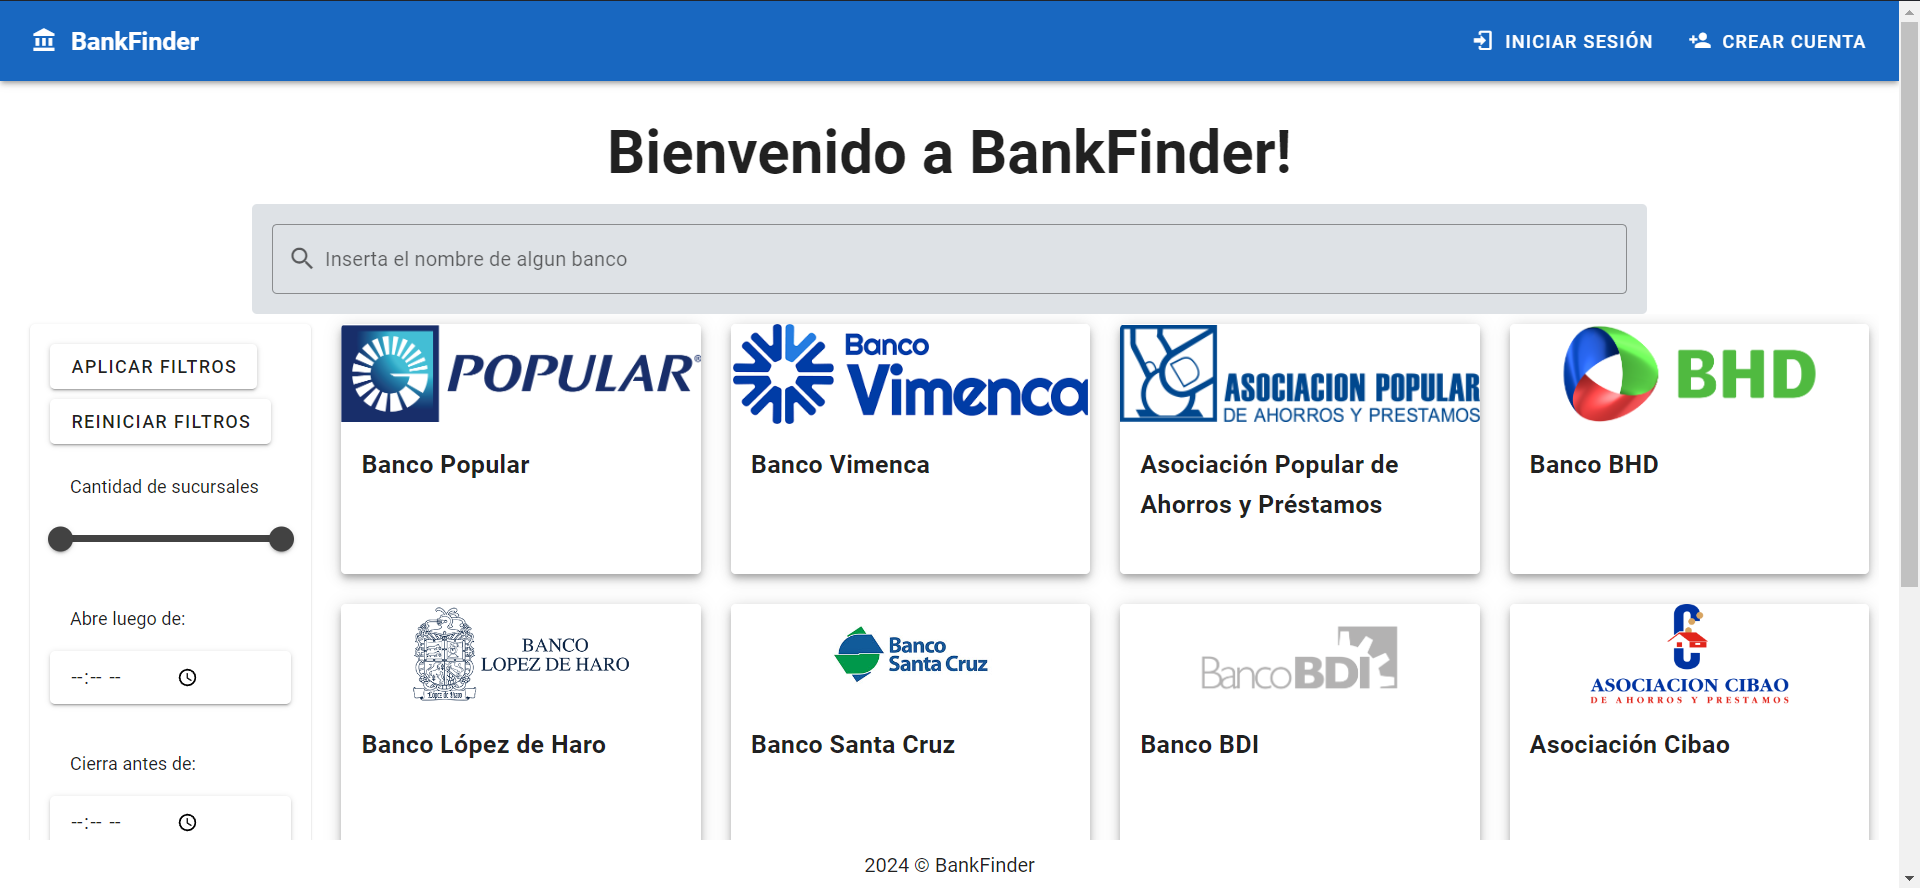 BankFinder
INICIAR SESIÓN
CREAR CUENTA
Bienvenido a BankFinder!
Inserta el nombre de algun banco
APLICAR FILTROS
REINICIAR FILTROS
Cantidad de sucursales
Abre luego de:
--:-- --
Cierra antes de:
--:-- --
POPULAR®
Banco Popular
Banco
Vimenca
Banco Vimenca
ASOCIACION POPULAR
DE AHORROS Y PRESTAMOS
Asociación Popular de
Ahorros y Préstamos
BHD
Banco BHD
BANCO
LOPEZ DE HARO
López de Haro
Banco López de Haro
Banco
Santa Cruz
Banco Santa Cruz
BancoBDI
Banco BDI
ASOCIACION CIBAO
DE AHORROS Y PRESTAMOS
Asociación Cibao
2024 © BankFinder